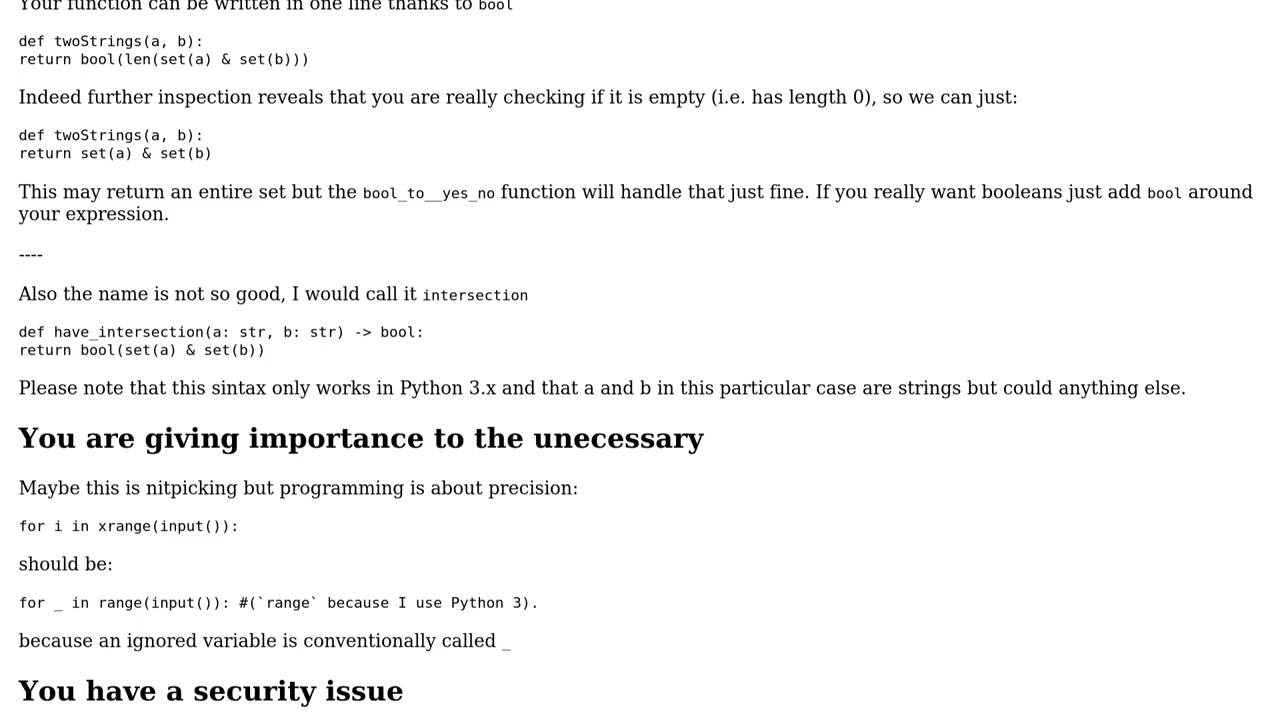 Your function can be written in one line thanks to bool
def twoStrings(a, b):
return bool(len(set(a) & set(b)))
Indeed further inspection reveals that you are really checking if it is empty (i.e. has length 0), so we can just:
def twoStrings(a, b):
return set(a) & set(b)
This may return an entire set but the bool_to__yes_no function will handle that just fine. If you really want booleans just add bool around
your expression.
----
Also the name is not so good, I would call it intersection
def have_intersection(a: str, b: str) -> bool:
return bool(set(a) & set(b))
Please note that this sintax only works in Python 3.x and that a and b in this particular case are strings but could anything else.
You are giving importance to the unecessary
Maybe this is nitpicking but programming is about precision:
for i in xrange(input()):
should be:
for _ in range(input()): #(`range` because I use Python 3).
because an ignored variable is conventionally called _
You have a security issue